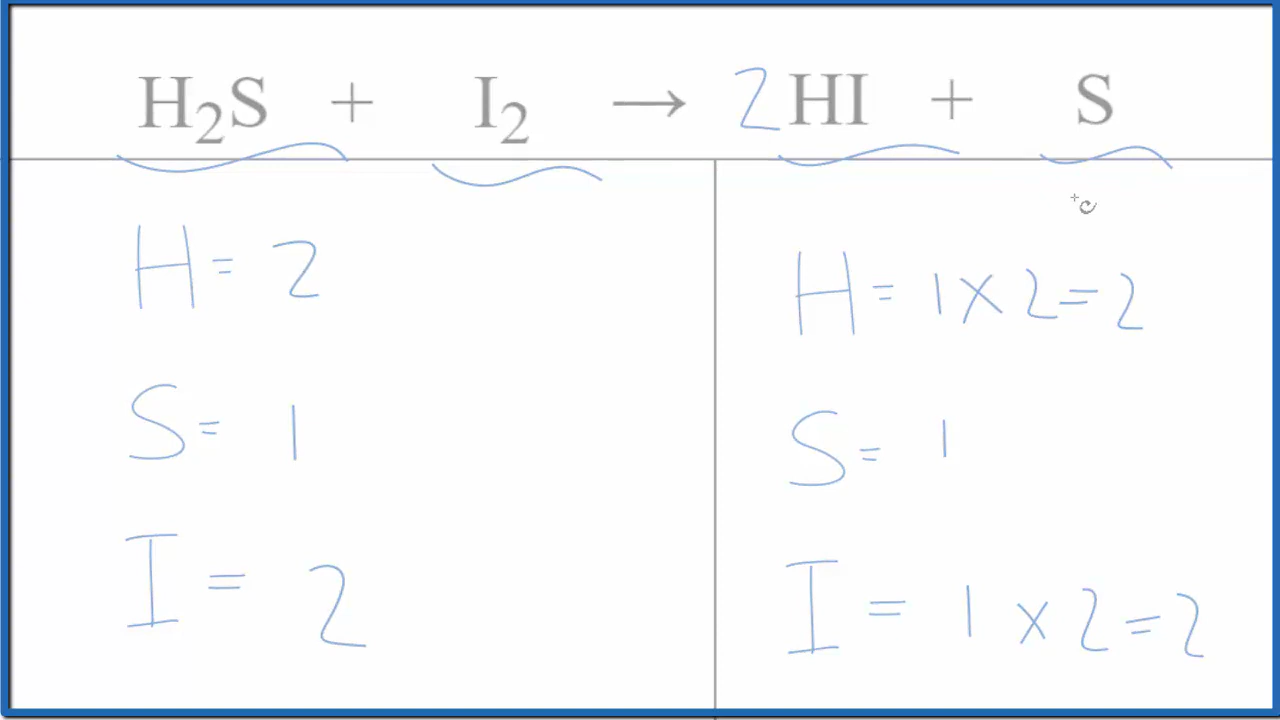 H₂S + I₂ → 2HI + S
H = 2
S = 1
I = 2
H = 1 x 2 = 2
S = 1
I = 1 x 2 = 2